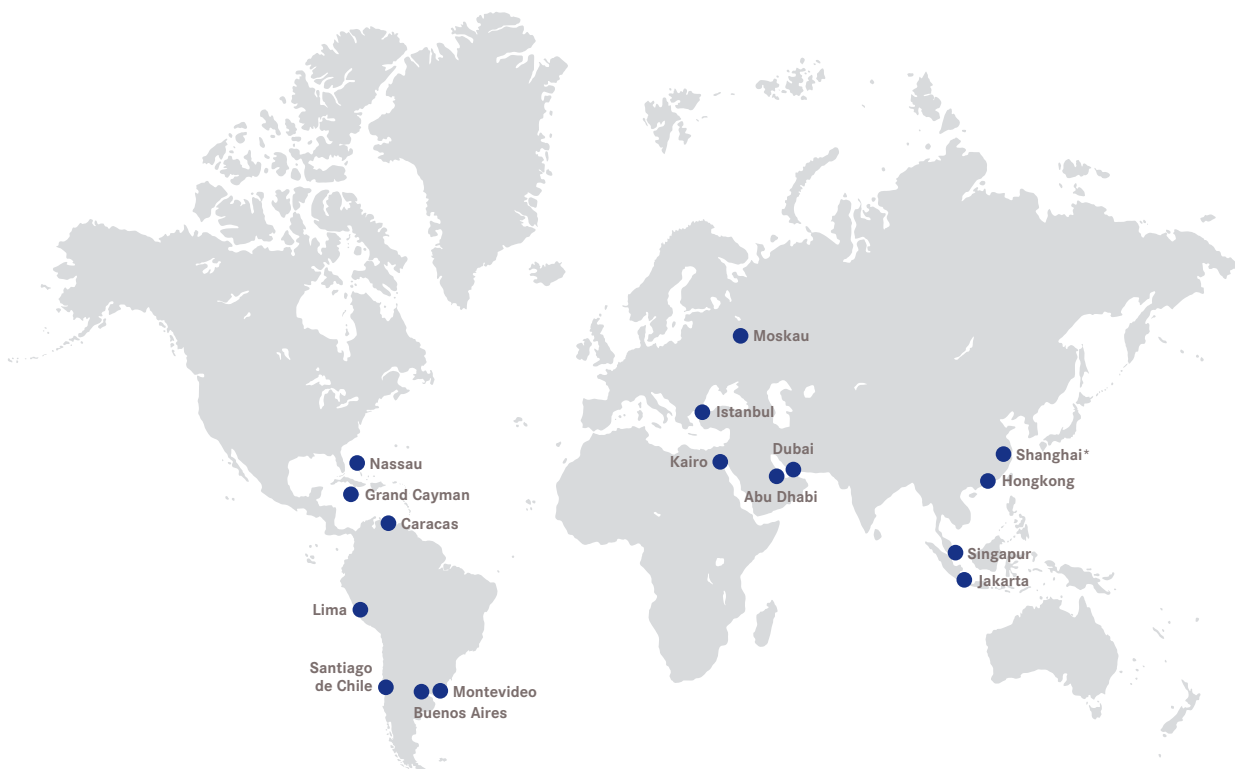 Moskau
Istanbul
Dubai
Kairo
Abu Dhabi
Shanghai*
Hongkong
Nassau
Grand Cayman
Caracas
Singapur
Jakarta
Lima
Santiago
de Chile
Montevideo
Buenos Aires